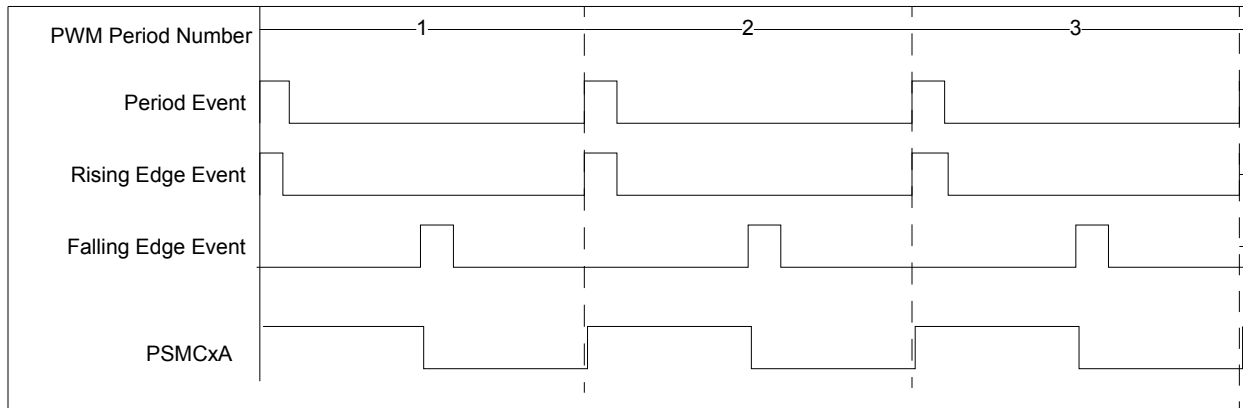 PWM Period Number
1
2
3
Period Event
Rising Edge Event
Falling Edge Event
PSMCxA